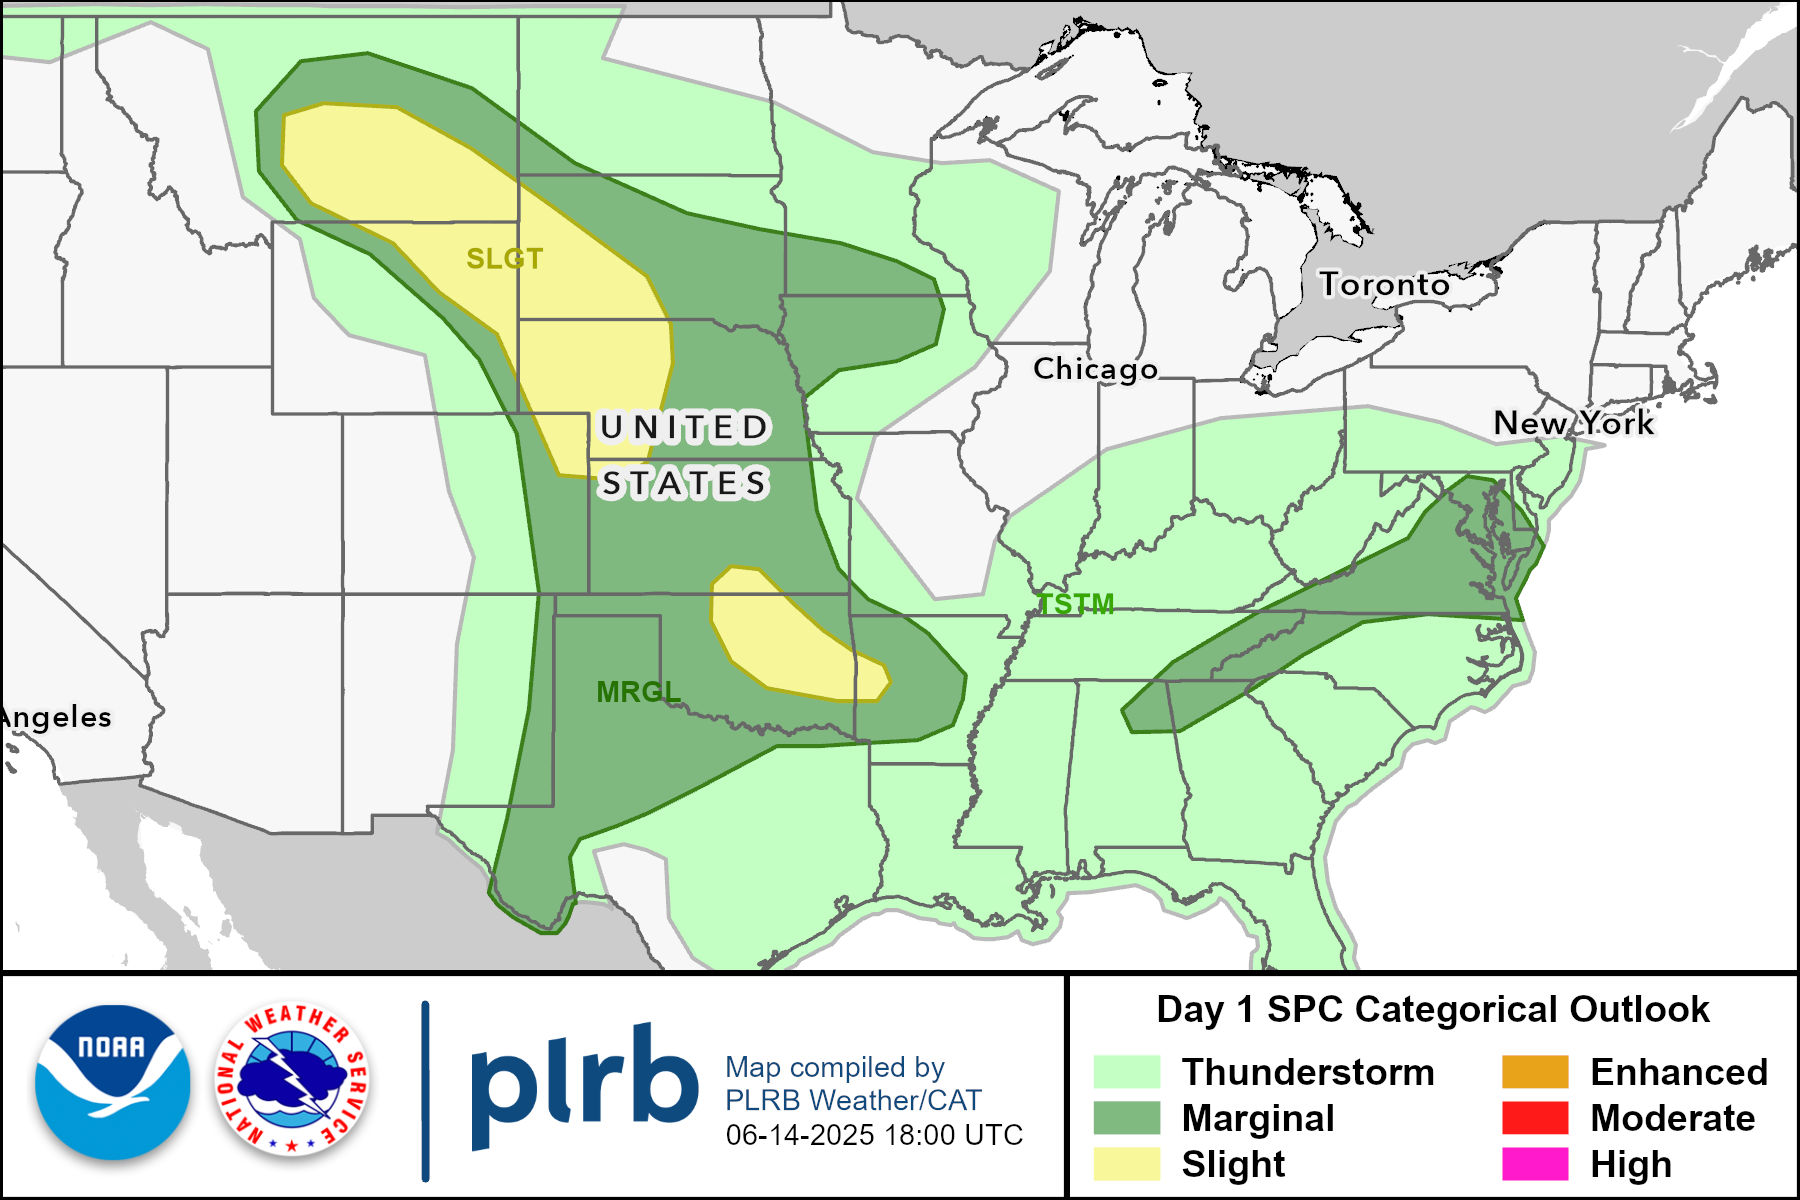 SLGT
Toronto
Chicago
UNITED
STATES
New York
TSTM
MRGL
Angeles
NOAA
NATIONAL WEATHER SERVICE
plrb
Map compiled by
PLRB Weather/CAT
06-14-2025 18:00 UTC
Day 1 SPC Categorical Outlook
Thunderstorm
Marginal
Slight
Enhanced
Moderate
High